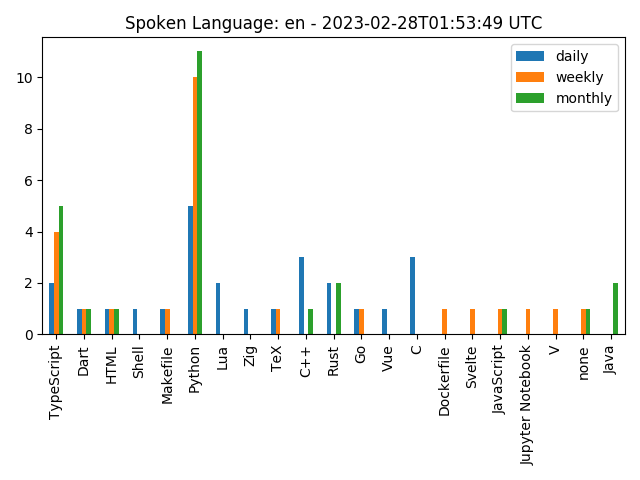 Spoken Language: en - 2023-02-28T01:53:49 UTC
daily
weekly
monthly
10
8
6
4
2
0
TypeScript
Dart
HTML
Shell
Makefile
Python
Lua
Zig
TeX
C++
Rust
Go
Vue
C
Dockerfile
Svelte
JavaScript
Jupyter Notebook
V
none
Java